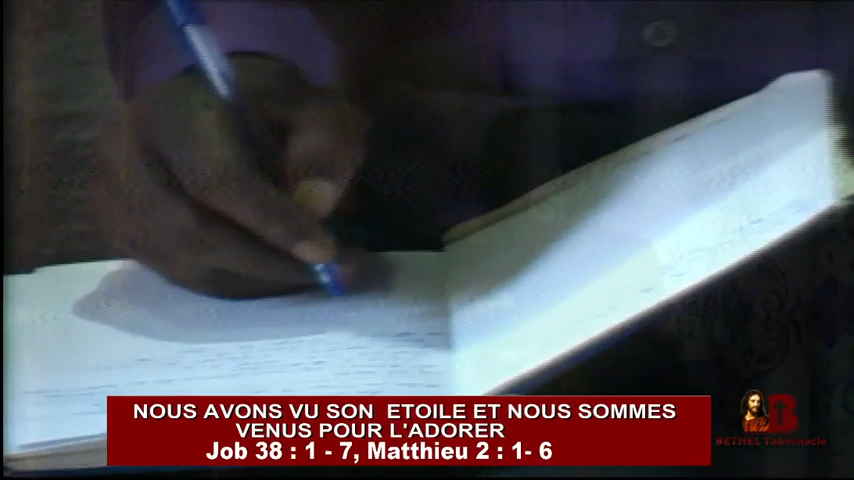 NOUS AVONS VU SON ETOILE ET NOUS SOMMES
VENUS POUR L'ADORER
Job 38 : 1 - 7, Matthieu 2 : 1- 6
B
BETHEL Tabernacle